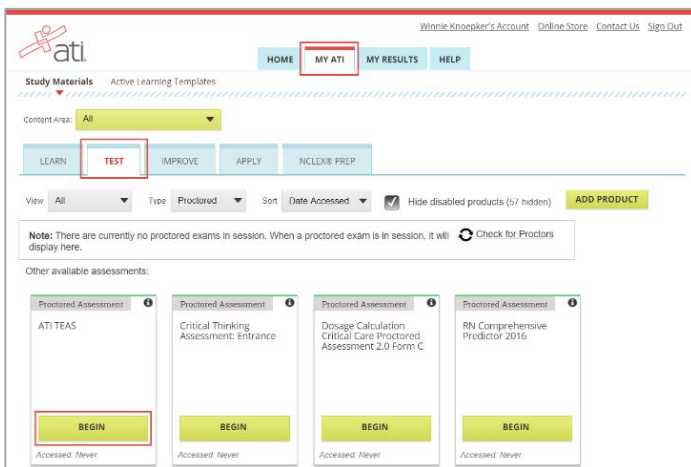 Winnie Knoepker's Account Online Store Contact Us Sign Out
ati
HOME MY ATI MY RESULTS HELP
Study Materials Active Learning Templates
Content Area: All
LEARN TEST IMPROVE APPLY NCLEX® PREP
View All Type Proctored Sort Date Accessed Hide disabled products (57 hidden) ADD PRODUCT
Note: There are currently no proctored exams in session. When a proctored exam is in session, it will Check for Proctors
display here.
Other available assessments:
Proctored Assessment Proctored Assessment Proctored Assessment Proctored Assessment
ATI TEAS Critical Thinking Dosage Calculation RN Comprehensive
Assessment: Entrance Critical Care Proctored Predictor 2016
Assessment 2.0 Form C
BEGIN BEGIN BEGIN BEGIN
Accessed: Never Accessed: Never Accessed: Never Accessed: Never